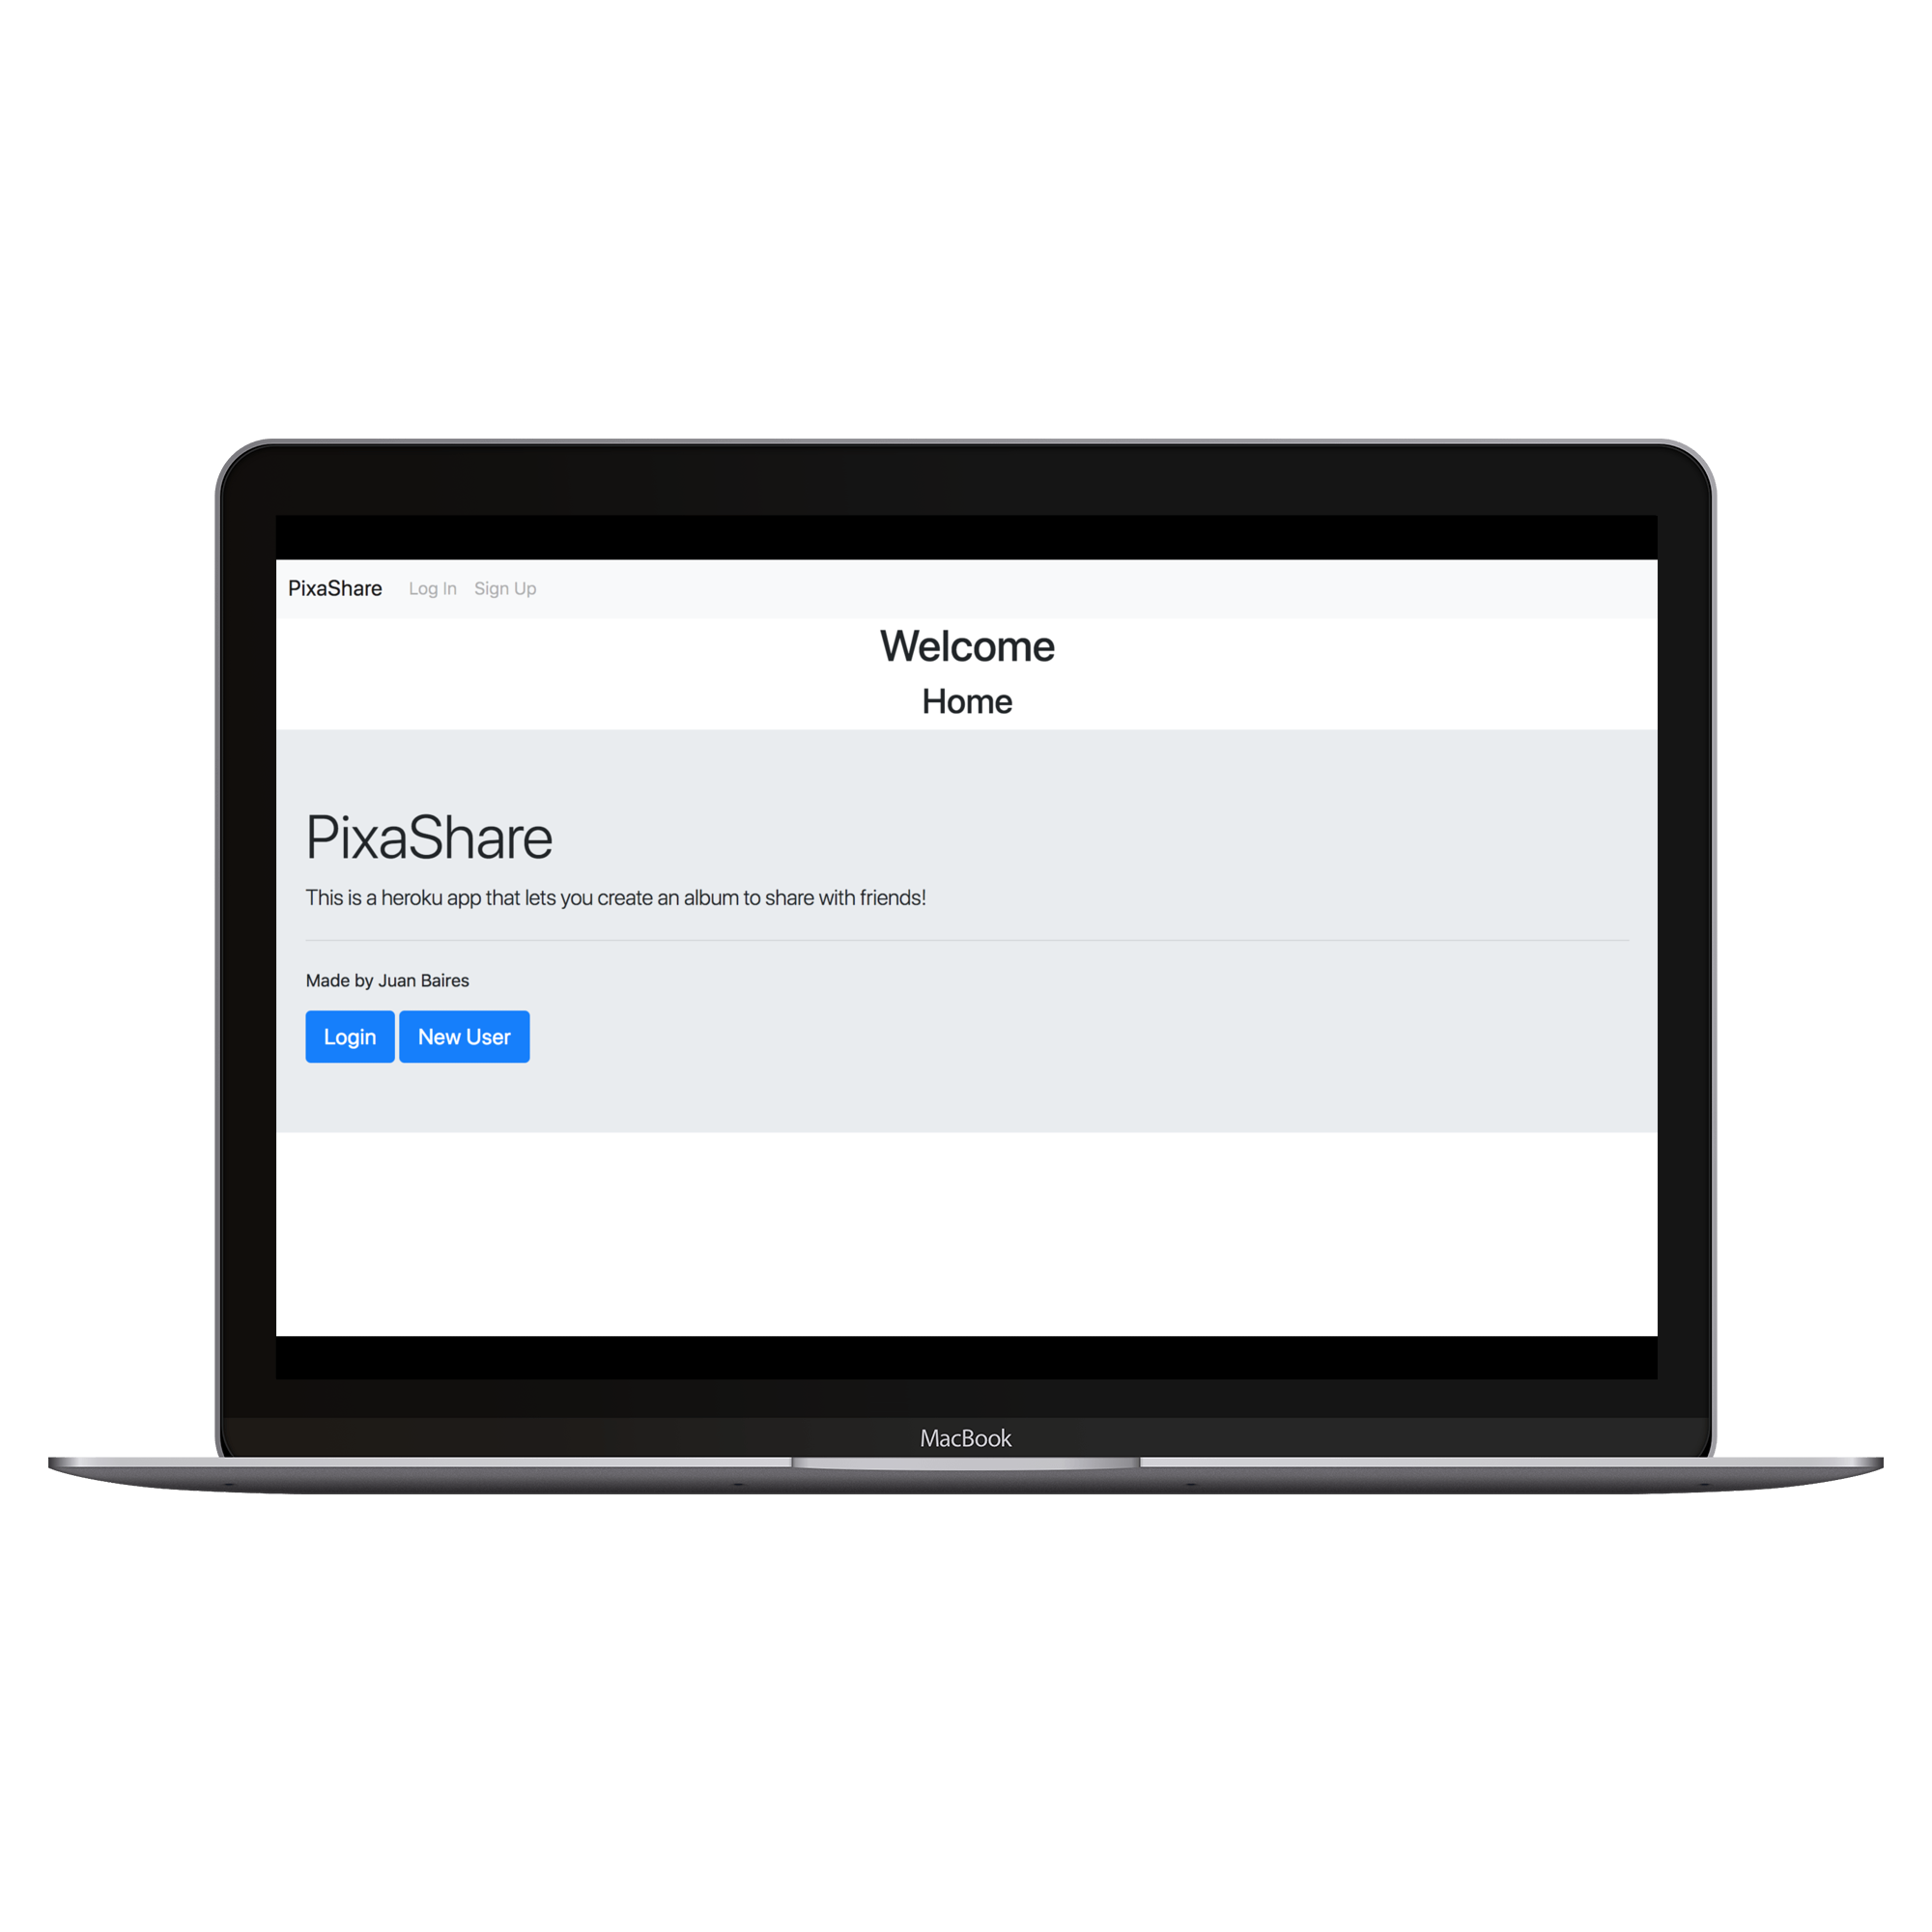 PixaShare Log In Sign Up
Welcome
Home
PixaShare
This is a heroku app that lets you create an album to share with friends!
Made by Juan Baires
Login New User
MacBook